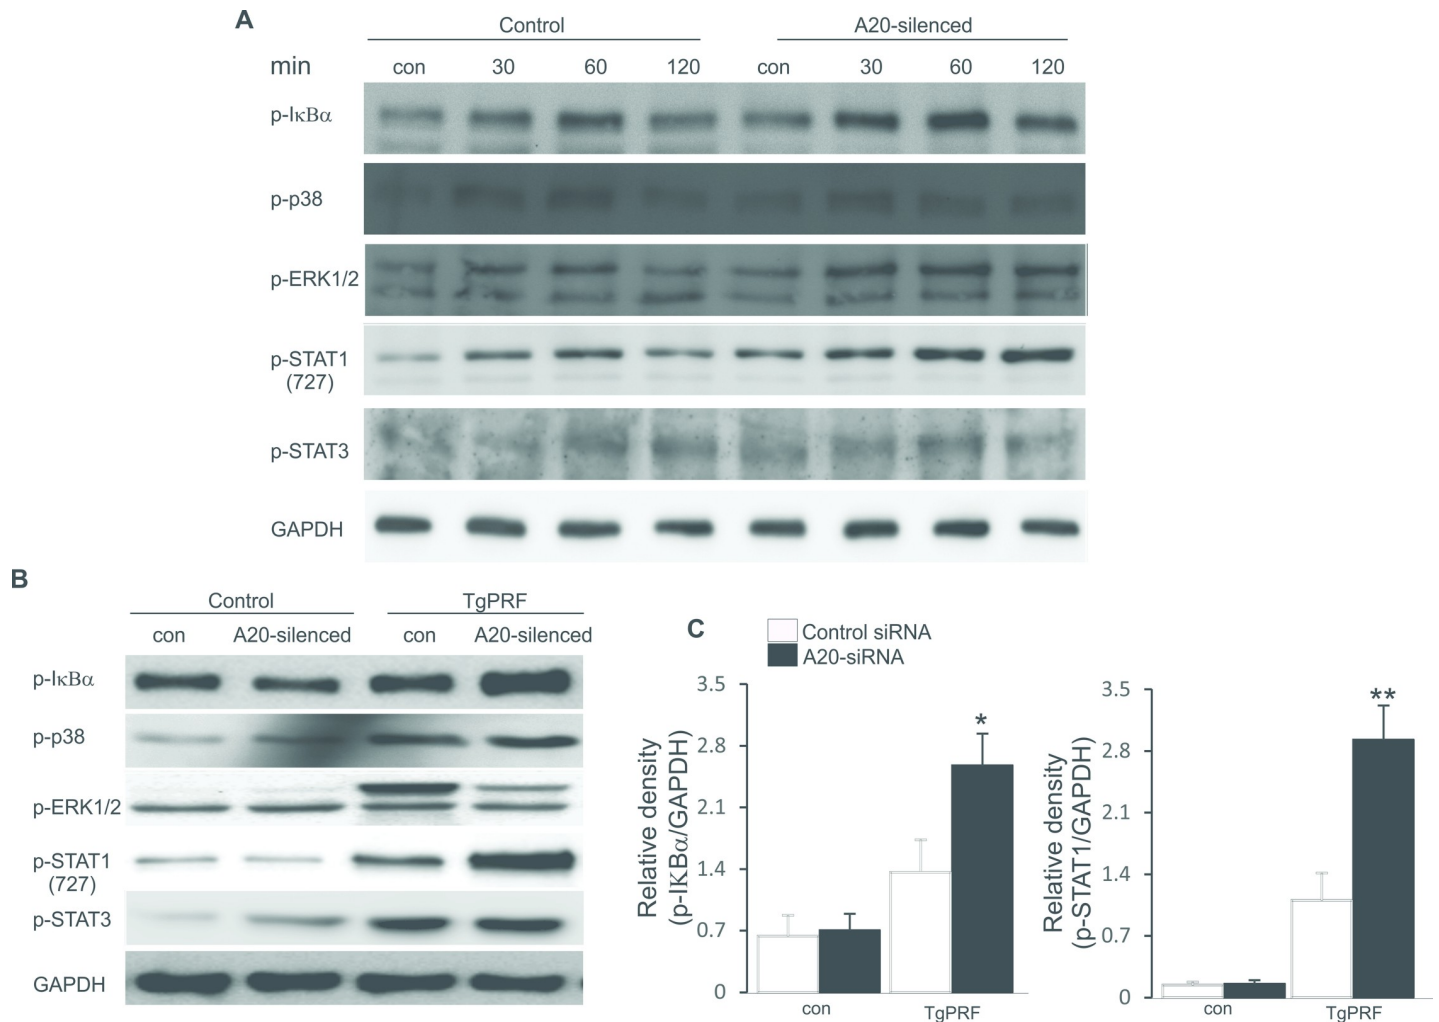 A
Control A20-silenced
min con 30 60 120 con 30 60 120
p-IκBα
p-p38
p-ERK1/2
p-STAT1
(727)
p-STAT3
GAPDH
B
Control TgPRF
con A20-silenced con A20-silenced
p-IκBα
p-p38
p-ERK1/2
p-STAT1
(727)
p-STAT3
GAPDH
C
Control siRNA
A20-siRNA
Relative density
(p-IKBα/GAPDH)
3.5
2.8
2.1
1.4
0.7
0
*
con TgPRF
Relative density
(p-STAT1/GAPDH)
3.5
2.8
2.1
1.4
0.7
0
**
con TgPRF